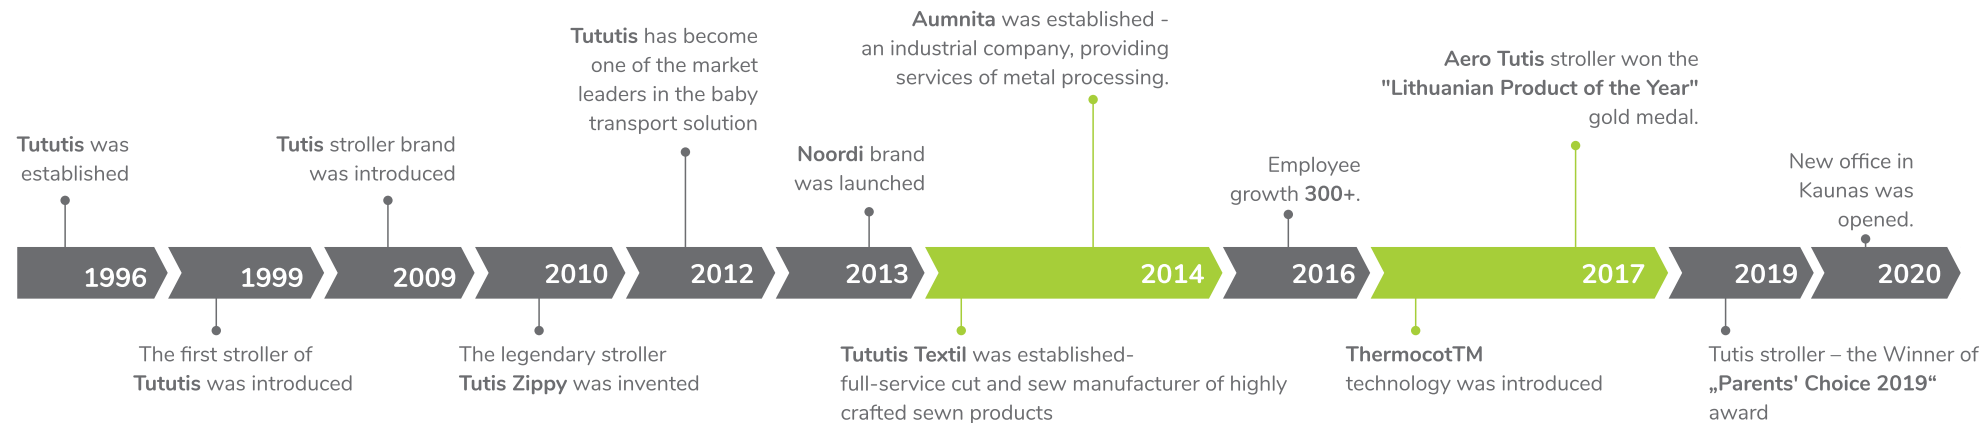 Tututis was
established
Tutis stroller brand
was introduced
Tututis has become
one of the market
leaders in the baby
transport solution
Noordi brand
was launched
Aumnita was established -
an industrial company, providing
services of metal processing.
Employee
growth 300+.
Aero Tutis stroller won the
"Lithuanian Product of the Year"
gold medal.
New office in
Kaunas was
opened.
1996 1999 2009 2010 2012 2013 2014 2016 2017 2019 2020
The first stroller of
Tututis was introduced
The legendary stroller
Tutis Zippy was invented
Tututis Textil was established-
full-service cut and sew manufacturer of highly
crafted sewn products
ThermocotTM
technology was introduced
Tutis stroller – the Winner of
„Parents' Choice 2019“
award